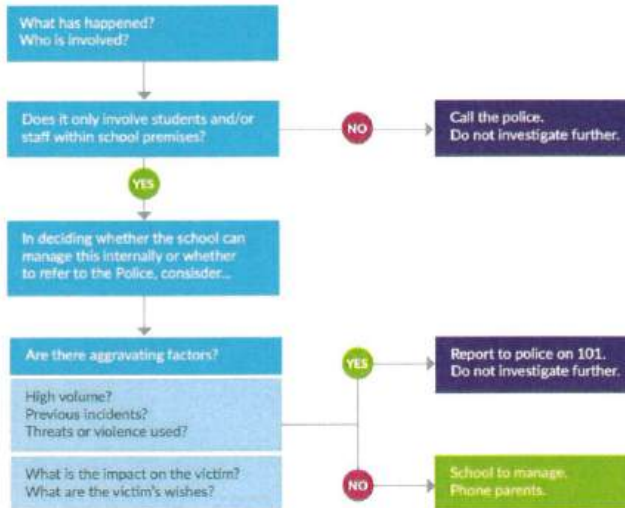 What has happened?
Who is involved?
Does it only involve students and/or
staff within school premises?
NO
Call the police.
Do not investigate further.
YES
In deciding whether the school can
manage this internally or whether
to refer to the Police, consisder...
Are there aggravating factors?
High volume?
Previous incidents?
Threats or violence used?
What is the impact on the victim?
What are the victim's wishes?
YES
Report to police on 101.
Do not investigate further.
NO
School to manage.
Phone parents.